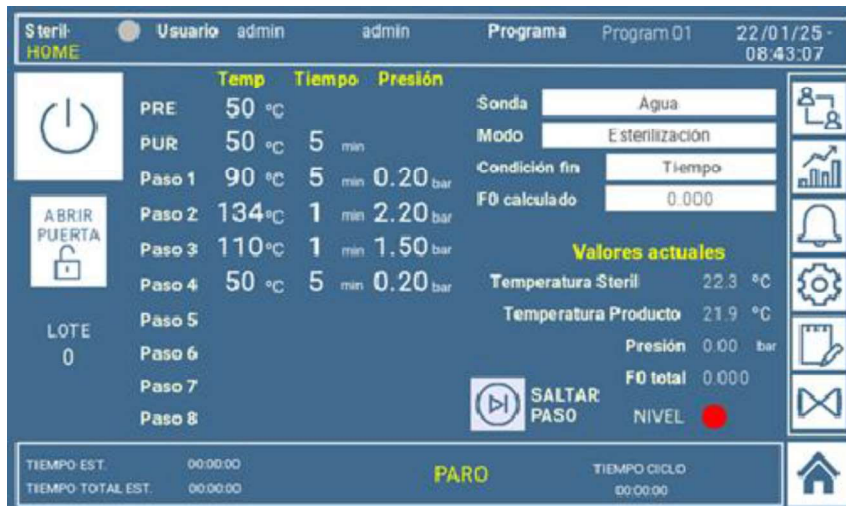 Steril Usuario admin admin Programa Program 01 22/01/25 -
HOME 08:43:07
Temp Tiempo Presión
PRE 50 °C
PUR 50 °C 5 min
Paso 1 90 °C 5 min 0.20 bar
Paso 2 134 °C 1 min 2.20 bar
Paso 3 110 °C 1 min 1.50 bar
Paso 4 50 °C 5 min 0.20 bar
Paso 5
Paso 6
Paso 7
Paso 8
ABRIR
PUERTA
LOTE
0
Sonda Agua
Modo Esterilización
Condición fin Tiempo
F0 calculado 0.000
Valores actuales
Temperatura Steril 22.3 °C
Temperatura Producto 21.9 °C
Presión 0.00 bar
F0 total 0.000
SALTAR
PASO
NIVEL
TIEMPO EST. 00:00:00
TIEMPO TOTAL EST. 00:00:00
PARO
TIEMPO CICLO
00:00:00